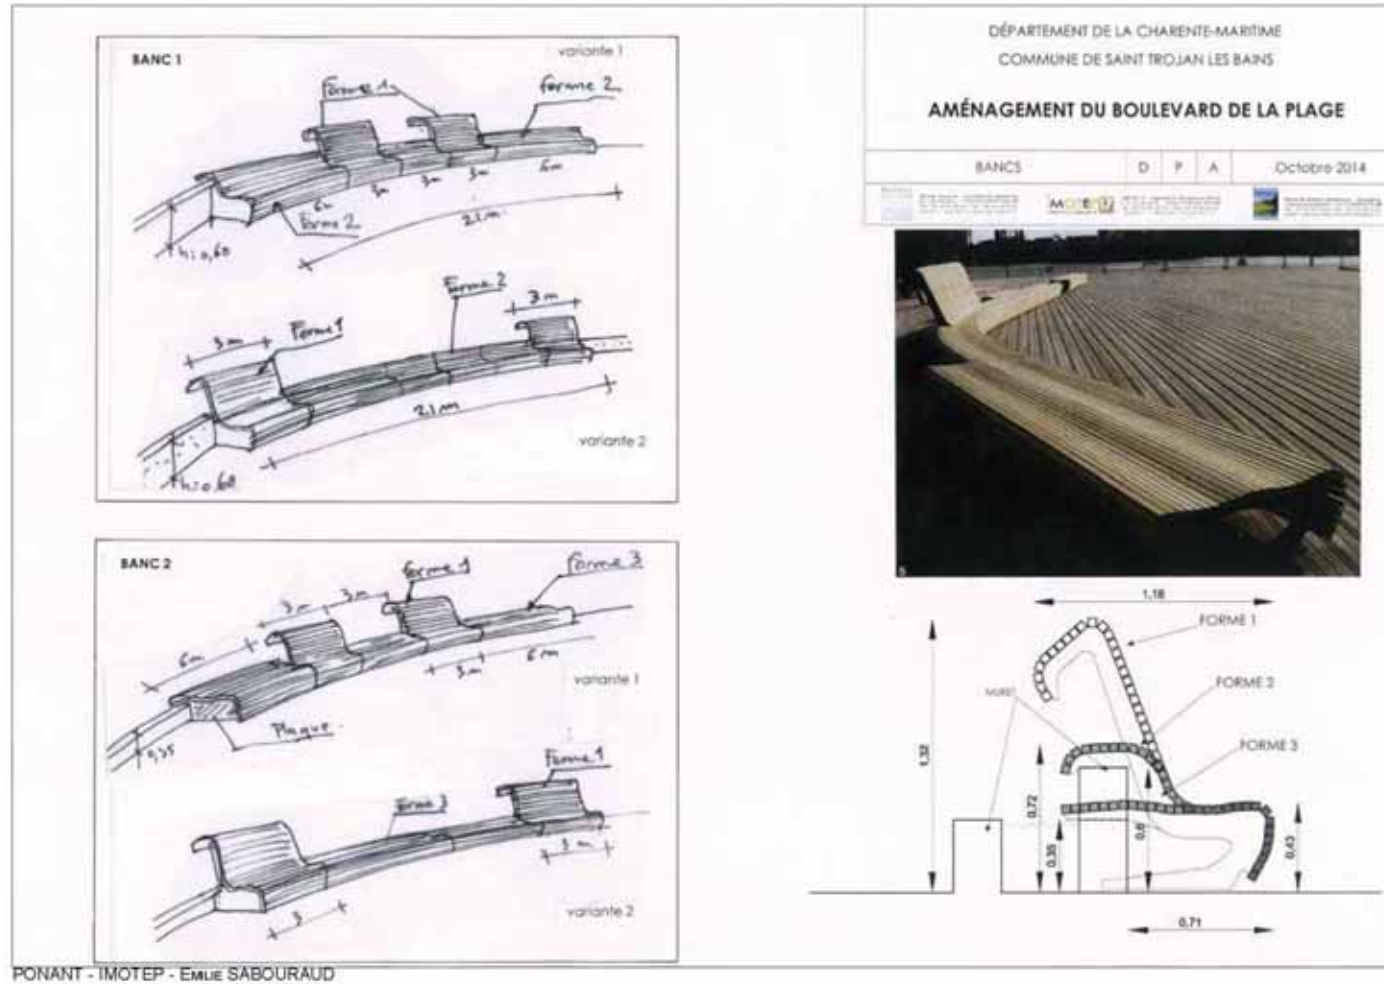 BANC 1
variante 1
Forme 1
forme 2
6m
3m
3m
3m
6m
Forme 2
21m
h=0,60
Forme 2
3m
Forme 1
3m
21m
variante 2
h=0,60
BANC 2
Forme 1
Forme 3
3m
3m
6m
3m
6m
variante 1
Plaque
0,35
Forme 1
Forme 3
3m
3
variante 2
PONANT - IMOTEP - EMILIE SABOURAUD
DÉPARTEMENT DE LA CHARENTE-MARITIME
COMMUNE DE SAINT TROJAN LES BAINS
AMÉNAGEMENT DU BOULEVARD DE LA PLAGE
BANCS D P A Octobre 2014
1,18
FORME 1
MURET
FORME 2
FORME 3
1,32
0,72
0,35
0,6
0,43
0,71